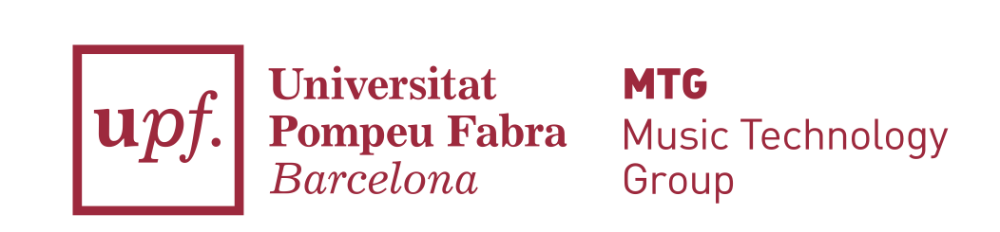 upf.
Universitat
Pompeu Fabra
Barcelona
MTG
Music Technology
Group